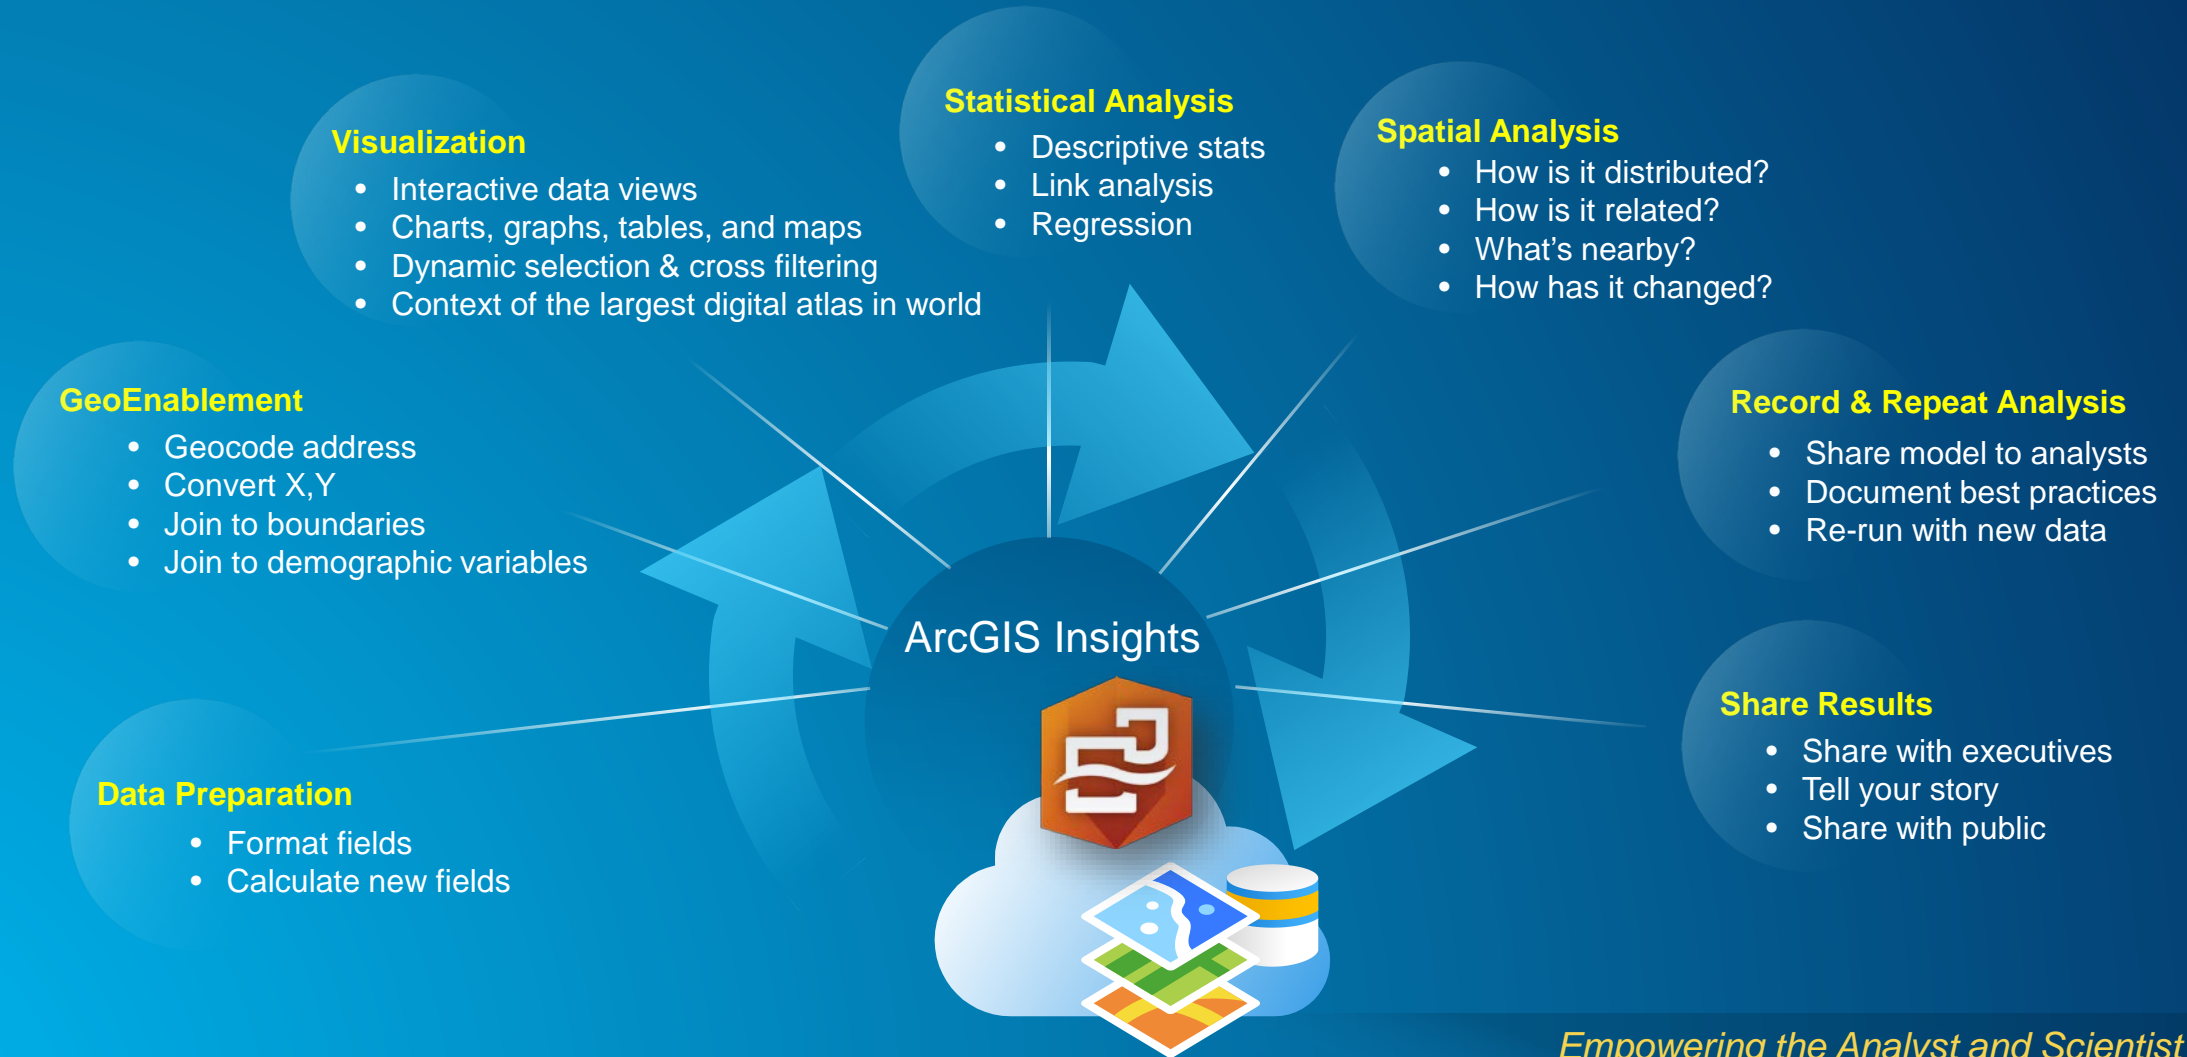 Statistical Analysis
Descriptive stats
Link analysis
Regression
Visualization
Interactive data views
Charts, graphs, tables, and maps
Dynamic selection & cross filtering
Context of the largest digital atlas in world
Spatial Analysis
How is it distributed?
How is it related?
What's nearby?
How has it changed?
GeoEnablement
Geocode address
Convert X,Y
Join to boundaries
Join to demographic variables
Record & Repeat Analysis
Share model to analysts
Document best practices
Re-run with new data
ArcGIS Insights
Data Preparation
Format fields
Calculate new fields
Share Results
Share with executives
Tell your story
Share with public
Empowering the Analyst and Scientist